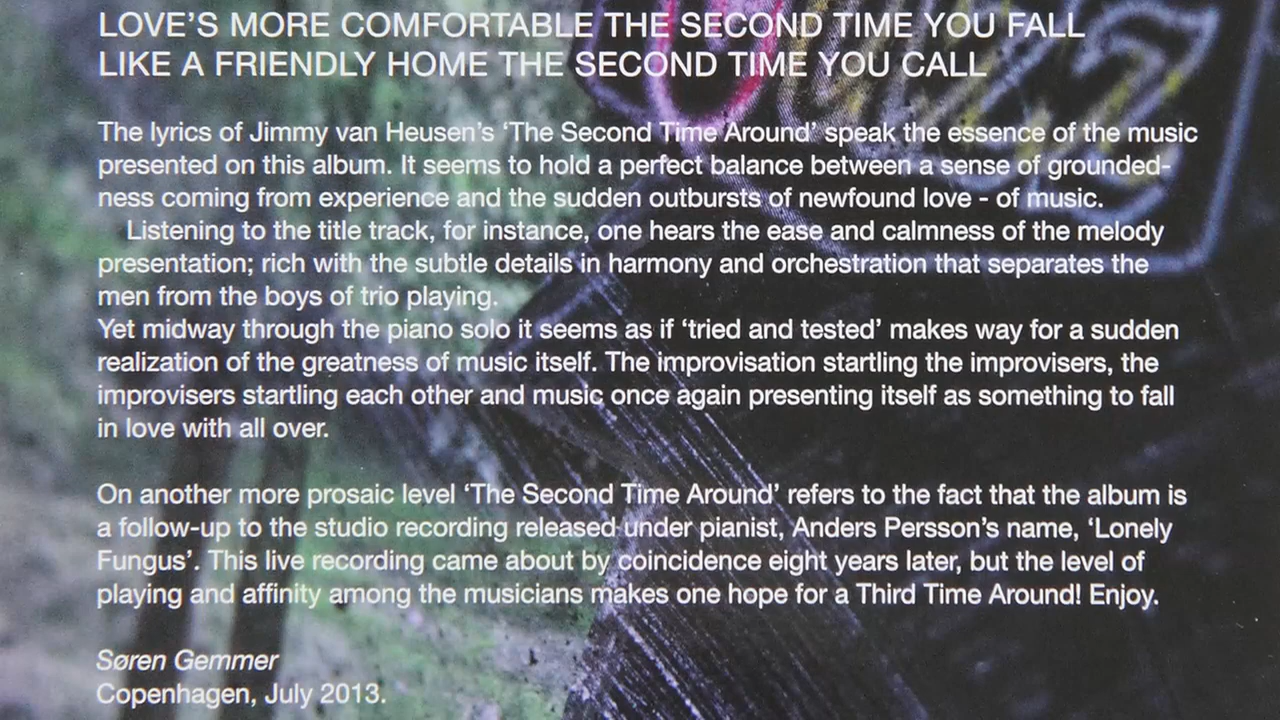 LOVE’S MORE COMFORTABLE THE SECOND TIME YOU FALL
LIKE A FRIENDLY HOME THE SECOND TIME YOU CALL
The lyrics of Jimmy van Heusen’s ‘The Second Time Around’ speak the essence of the music
presented on this album. It seems to hold a perfect balance between a sense of grounded-
ness coming from experience and the sudden outbursts of newfound love - of music.
Listening to the title track, for instance, one hears the ease and calmness of the melody
presentation; rich with the subtle details in harmony and orchestration that separates the
men from the boys of trio playing.
Yet midway through the piano solo it seems as if ‘tried and tested’ makes way for a sudden
realization of the greatness of music itself. The improvisation startling the improvisers, the
improvisers startling each other and music once again presenting itself as something to fall
in love with all over.
On another more prosaic level ‘The Second Time Around’ refers to the fact that the album is
a follow-up to the studio recording released under pianist, Anders Persson’s name, ‘Lonely
Fungus’. This live recording came about by coincidence eight years later, but the level of
playing and affinity among the musicians makes one hope for a Third Time Around! Enjoy.
Søren Gemmer
Copenhagen, July 2013.